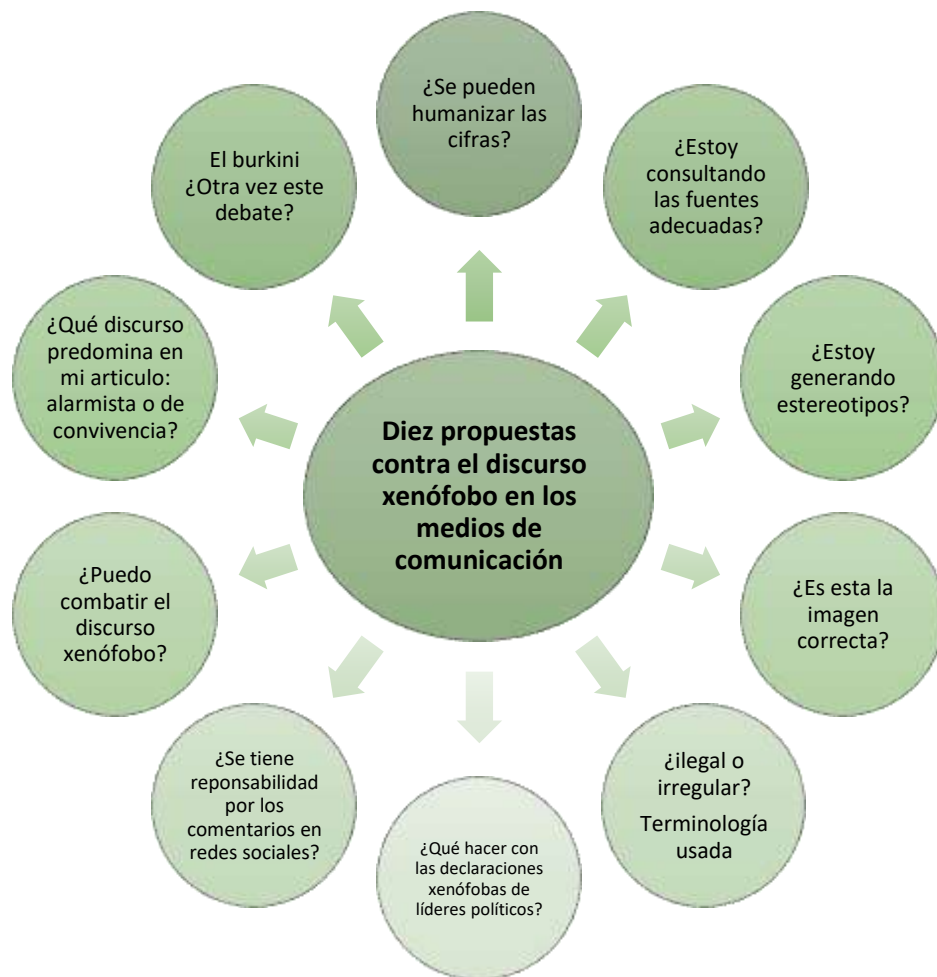 ¿Se pueden
humanizar las
cifras?
¿Estoy
consultando
las fuentes
adecuadas?
¿Estoy
generando
estereotipos?
¿Es esta la
imagen
correcta?
¿ilegal o
irregular?
Terminología
usada
¿Qué hacer con
las declaraciones
xenófobas de
líderes políticos?
¿Se tiene
reponsabilidad
por los
comentarios en
redes sociales?
¿Puedo
combatir el
discurso
xenófobo?
¿Qué discurso
predomina en
mi articulo:
alarmista o de
convivencia?
El burkini
¿Otra vez este
debate?
Diez propuestas
contra el discurso
xenófobo en los
medios de
comunicación